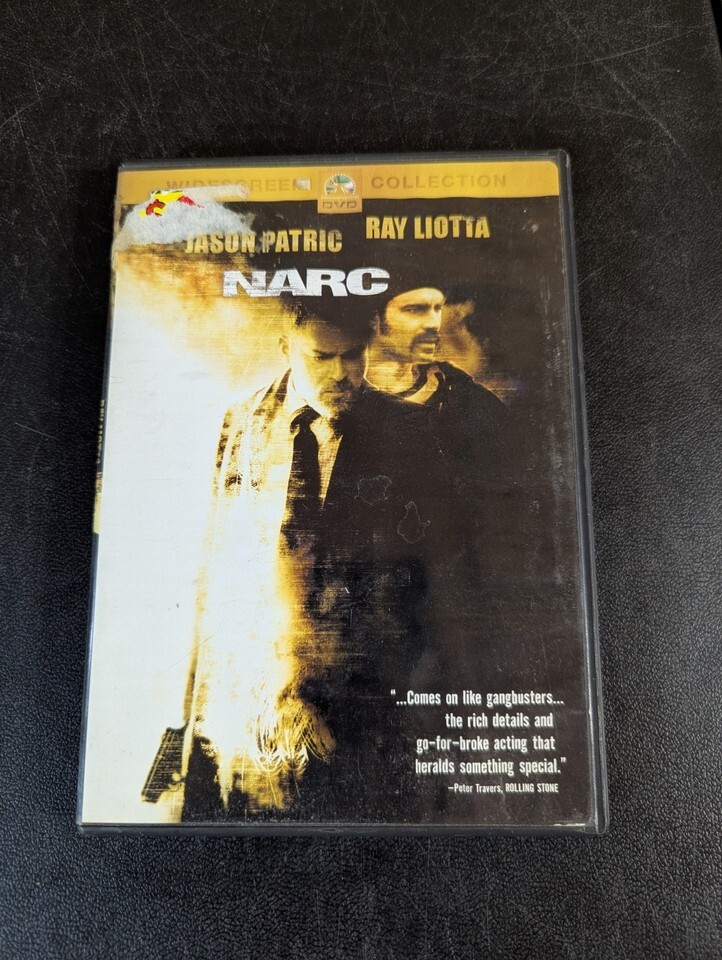 WIDESCREEN DVD COLLECTION
JASON PATRIC RAY LIOTTA
NARC
"...Comes on like gangbusters...
the rich details and
go-for-broke acting that
heralds something special."
—Peter Travers, ROLLING STONE